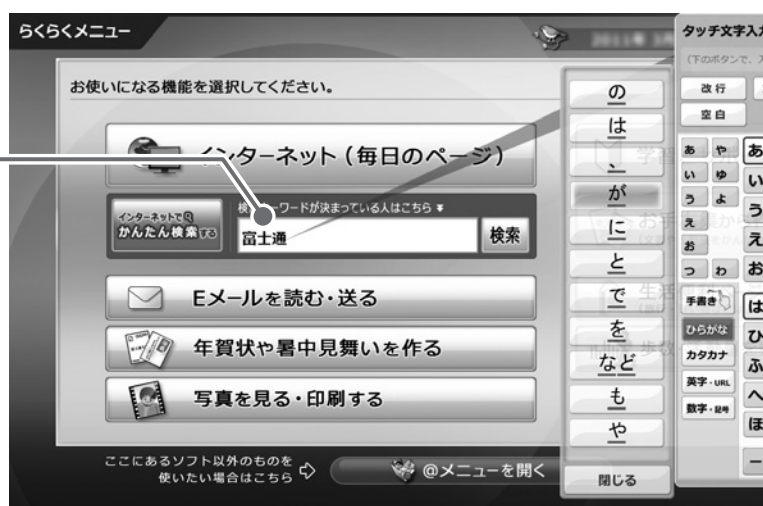 らくらくメニュー
お使いになる機能を選択してください。
インターネット（毎日のページ）
インターネットで
かんたん検索する
ワードが決まっている人はこちら
富士通
検索
Eメールを読む・送る
年賀状や暑中見舞いを作る
写真を見る・印刷する
ここにあるソフト以外のものを
使いたい場合はこちら
@メニューを開く
の
は
、
が
に
と
で
を
など
も
や
閉じる
タッチ文字入力
（下のボタンで、
改行
空白
あ や
い ゆ
う よ
え
お
つ わ
手書き
ひらがな
カタカナ
英字・URL
数字・記号
あ
い
う
え
お
は
ひ
ふ
へ
ほ
ー